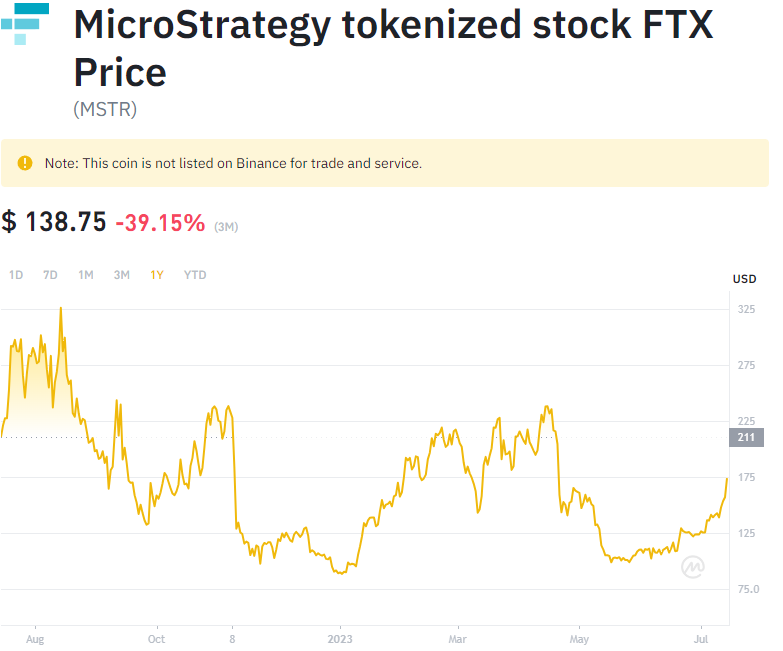 MicroStrategy tokenized stock FTX
Price
(MSTR)
Note: This coin is not listed on Binance for trade and service.
$ 138.75 -39.15% (3M)
1D 7D 1M 3M 1Y YTD
USD
325
275
225
211
175
125
75.0
Aug Oct 8 2023 Mar May Jul